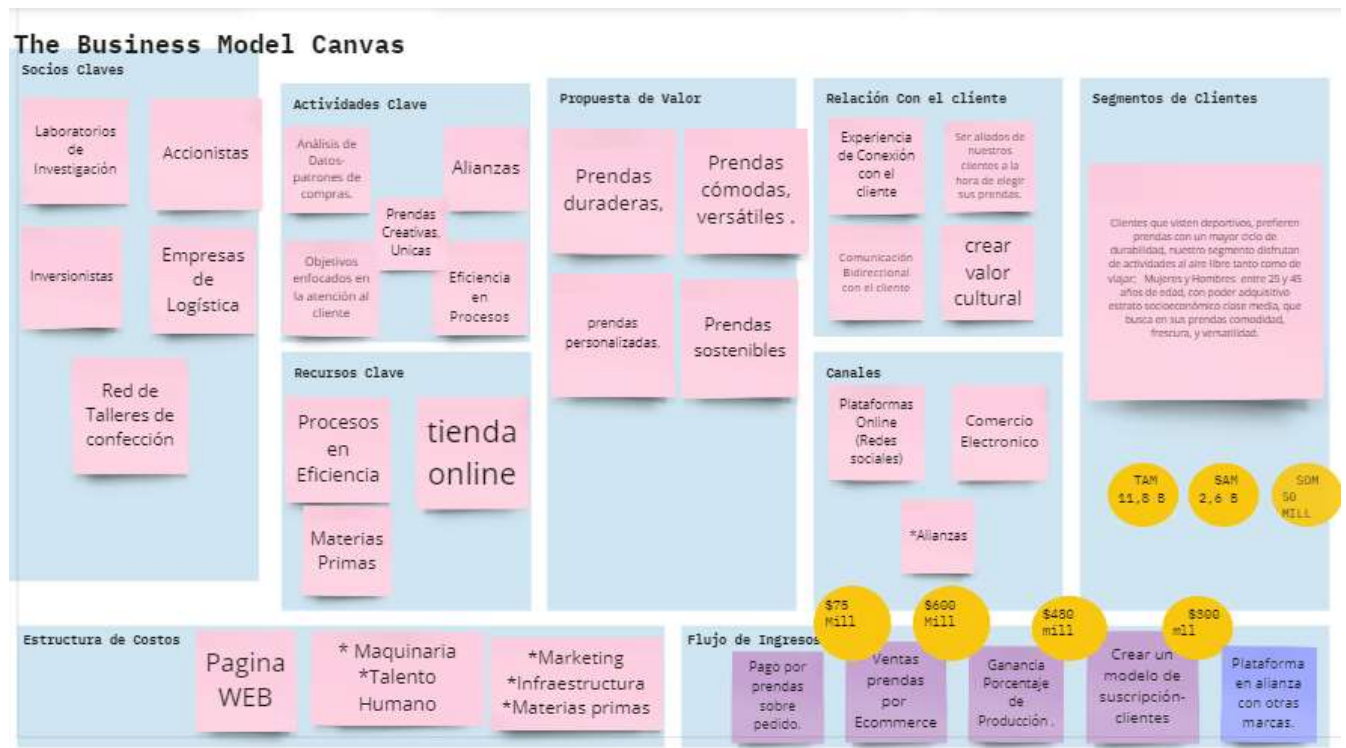 The Business Model Canvas
Socios Claves
Laboratorios
de
Investigación
Accionistas
Inversionistas
Empresas
de
Logística
Red de
Talleres de
confección
Actividades Clave
Análisis de
Datos-
patrones de
compras.
Alianzas
Prendas
Creativas,
Unicas
Objetivos
enfocados en
la atención al
cliente
Eficiencia
en
Procesos
Recursos Clave
Procesos
en
Eficiencia
tienda
online
Materias
Primas
Propuesta de Valor
Prendas
duraderas,
Prendas
cómodas,
versátiles .
prendas
personalizadas,
Prendas
sostenibles
Relación Con el cliente
Experiencia
de Conexión
con el
cliente
Ser aliados de
nuestros
clientes a la
hora de elegir
sus prendas.
Comunicación
Bidireccional
con el cliente
crear
valor
cultural
Canales
Plataformas
Online
(Redes
sociales)
Comercio
Electronico
*Alianzas
Segmentos de Clientes
Clientes que visten deportivos, prefieren
prendas con un mayor ciclo de
durabilidad, nuestro segmento disfrutan
de actividades al aire libre tanto como de
viajar; Mujeres y Hombres entre 25 y 45
años de edad, con poder adquisitivo
estrato socioeconómico clase media, que
busca en sus prendas comodidad,
frescura, y versatilidad.
TAM
11,8 B
SAM
2,6 B
SOM
50
MILL
Estructura de Costos
Pagina
WEB
* Maquinaria
*Talento
Humano
*Marketing
*Infraestructura
*Materias primas
Flujo de Ingresos
$75
Mill
Pago por
prendas
sobre
pedido.
$600
Mill
Ventas
prendas
por
Ecommerce
$480
mill
Ganancia
Porcentaje
de
Producción .
$300
mll
Crear un
modelo de
suscripción-
clientes
Plataforma
en alianza
con otras
marcas.